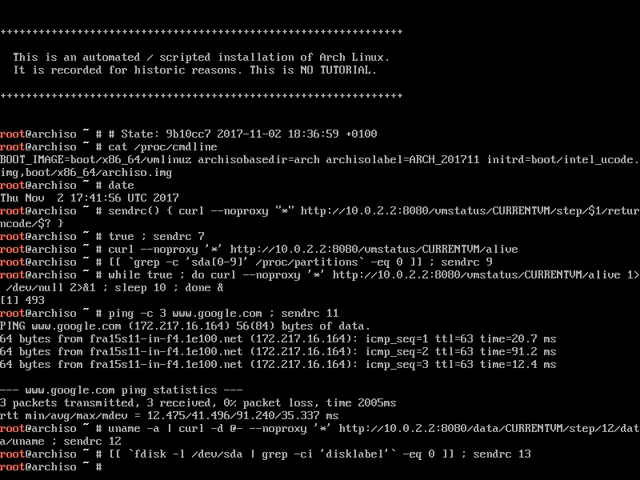 ++++++++++++++++++++++++++++++++++++++++++++++++++++++++++++++
This is an automated / scripted installation of Arch Linux.
It is recorded for historic reasons. This is NO TUTORIAL.
++++++++++++++++++++++++++++++++++++++++++++++++++++++++++++++
root@archiso ~ # # State: 9b10cc7 2017-11-02 18:36:59 +0100
root@archiso ~ # cat /proc/cmdline
BOOT_IMAGE=boot/x86_64/vmlinuz archisobasedir=arch archisolabel=ARCH_201711 initrd=boot/intel_ucode.
img,boot/x86_64/archiso.img
root@archiso ~ # date
Thu Nov  2 17:41:56 UTC 2017
root@archiso ~ # sendrc() { curl --noproxy "*" http://10.0.2.2:8080/vmstatus/CURRENTVM/step/$1/retur
ncode/$? }
root@archiso ~ # true ; sendrc 7
root@archiso ~ # curl --noproxy '*' http://10.0.2.2:8080/vmstatus/CURRENTVM/alive
root@archiso ~ # [[ `grep -c 'sda[0-9]' /proc/partitions` -eq 0 ]] ; sendrc 9
root@archiso ~ # while true ; do curl --noproxy '*' http://10.0.2.2:8080/vmstatus/CURRENTVM/alive 1>
 /dev/null 2>&1 ; sleep 10 ; done &
[1] 493
root@archiso ~ # ping -c 3 www.google.com ; sendrc 11
PING www.google.com (172.217.16.164) 56(84) bytes of data.
64 bytes from fra15s11-in-f4.1e100.net (172.217.16.164): icmp_seq=1 ttl=63 time=20.7 ms
64 bytes from fra15s11-in-f4.1e100.net (172.217.16.164): icmp_seq=2 ttl=63 time=91.2 ms
64 bytes from fra15s11-in-f4.1e100.net (172.217.16.164): icmp_seq=3 ttl=63 time=12.4 ms
--- www.google.com ping statistics ---
3 packets transmitted, 3 received, 0% packet loss, time 2005ms
rtt min/avg/max/mdev = 12.475/41.496/91.240/35.337 ms
root@archiso ~ # uname -a | curl -d @- --noproxy '*' http://10.0.2.2:8080/data/CURRENTVM/step/12/dat
a/uname ; sendrc 12
root@archiso ~ # [[ `fdisk -l /dev/sda | grep -ci 'disklabel'` -eq 0 ]] ; sendrc 13
root@archiso ~ #